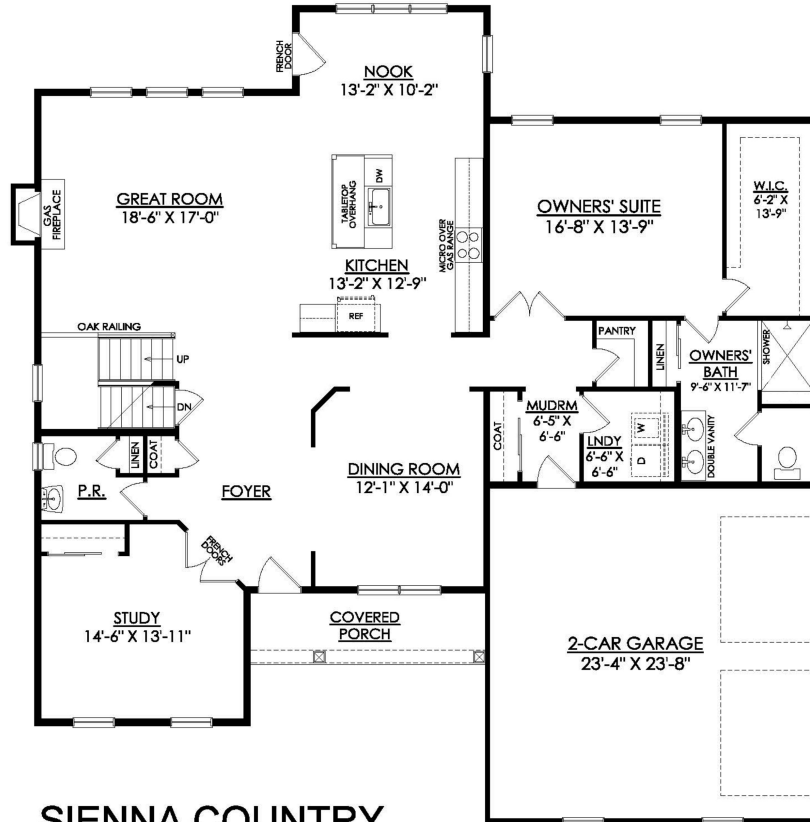 FRENCH
DOOR
NOOK
13'-2" X 10'-2"
GREAT ROOM
18'-6" X 17'-0"
GAS
FIREPLACE
TABLETOP
OVERHANG
DW
MICRO OVER
GAS RANGE
KITCHEN
13'-2" X 12'-9"
REF
OWNERS' SUITE
16'-8" X 13'-9"
W.I.C.
6'-2" X
13'-9"
OAK RAILING
UP
DN
PANTRY
LINEN
OWNERS'
BATH
9'-6" X 11'-7"
SHOWER
DOUBLE VANITY
MUDRM
6'-5" X
6'-6"
COAT
LNDY
6'-6" X
6'-6"
W
D
LINEN
COAT
P.R.
FOYER
DINING ROOM
12'-1" X 14'-0"
FRENCH
DOORS
STUDY
14'-6" X 13'-11"
COVERED
PORCH
2-CAR GARAGE
23'-4" X 23'-8"
SIENNA COUNTRY